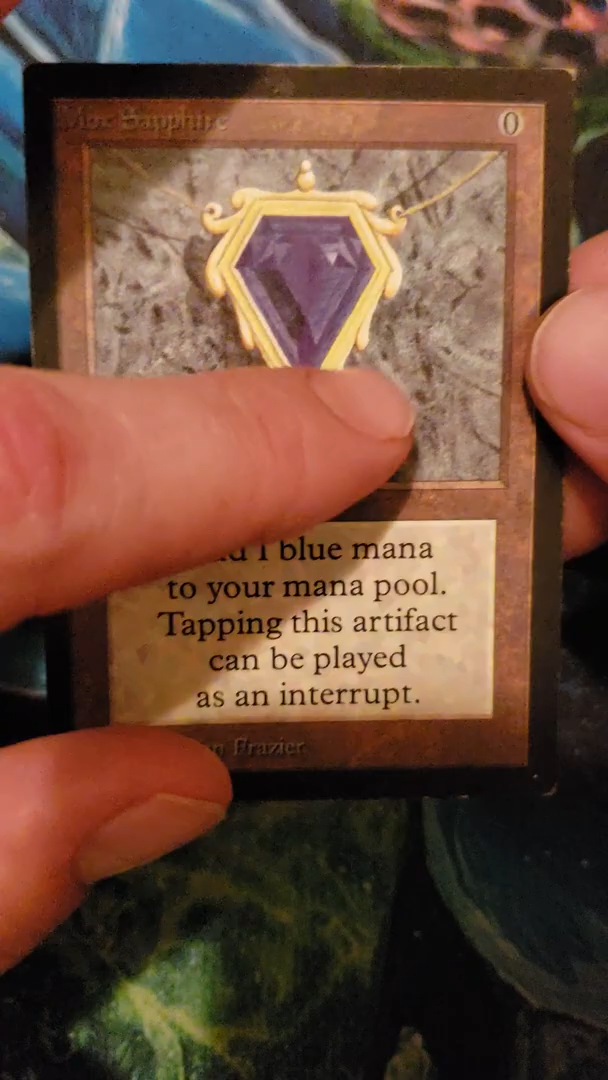 Mox Sapphire 0
1 blue mana
to your mana pool.
Tapping this artifact
can be played
as an interrupt.
Frazier